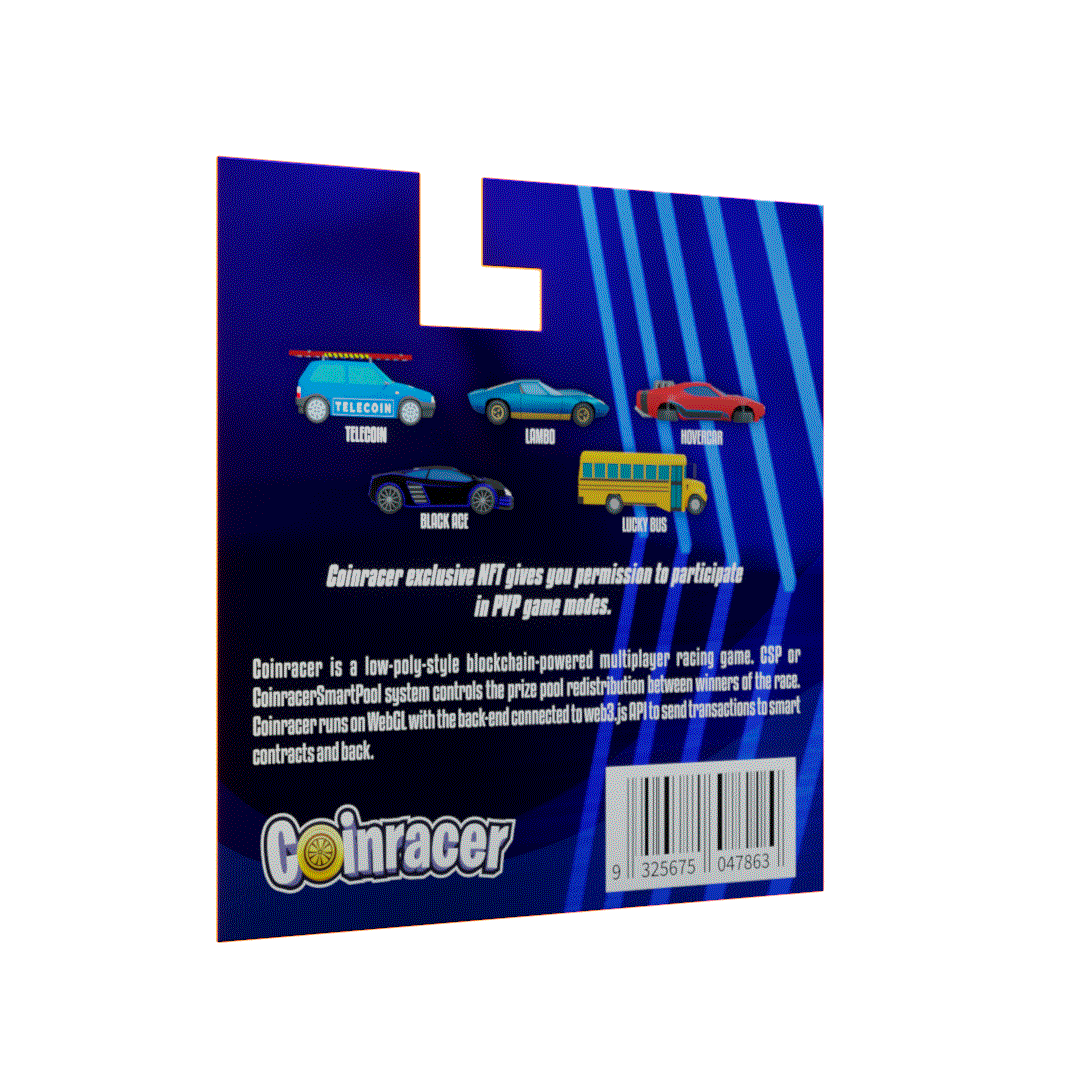 TELECOIN
TELECOIN
LAMBO
HOVERCAR
BLACK ACE
LUCKY BUS
Coinracer exclusive NFT gives you permission to participate
in PVP game modes.
Coinracer is a low-poly-style blockchain-powered multiplayer racing game. CSP or
CoinracerSmartPool system controls the prize pool redistribution between winners of the race.
Coinracer runs on WebGL with the back-end connected to web3.js API to send transactions to smart
contracts and back.
Coinracer
9 325675 047863